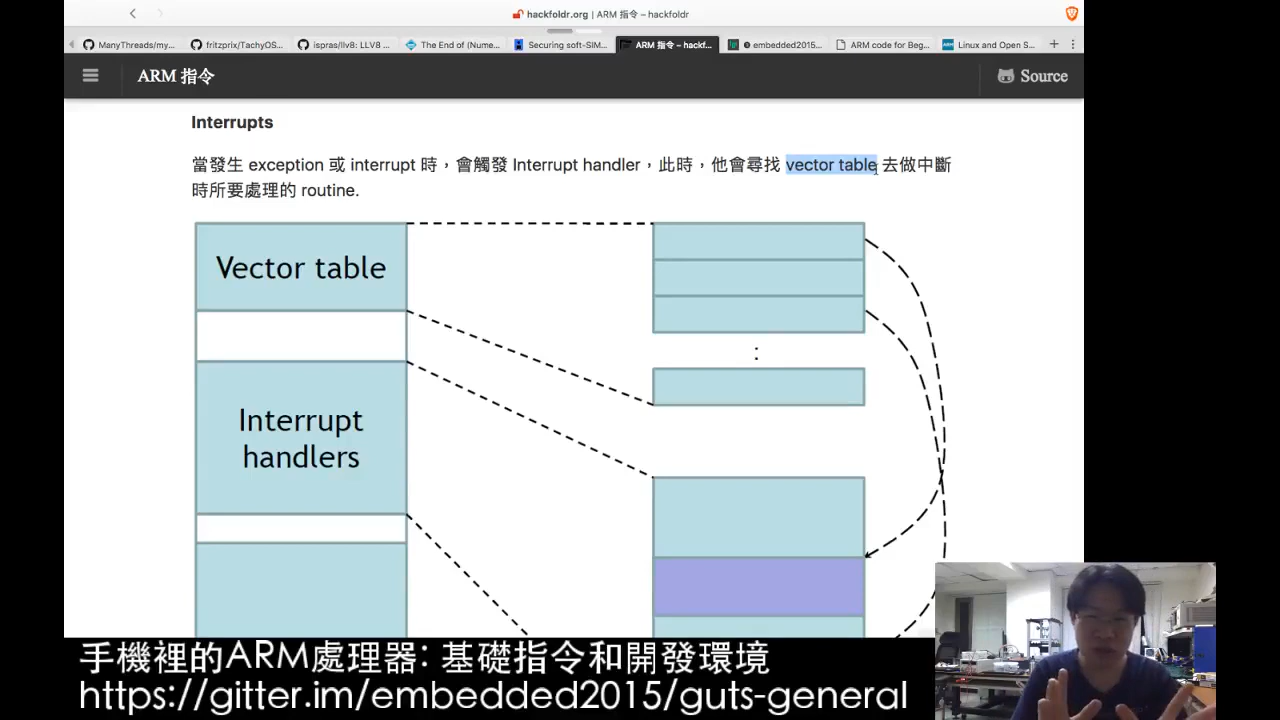 hackfoldr.org | ARM 指令 – hackfoldr
ManyThreads/my...
fritzprix/TachyOS...
ispras/llv8: LLV8 ...
The End of (Nume...
Securing soft-SIM...
ARM 指令 – hackf...
embedded2015...
ARM code for Beg...
Linux and Open S...
ARM 指令
Source
Interrupts
當發生 exception 或 interrupt 時，會觸發 Interrupt handler，此時，他會尋找 vector table 去做中斷
時所要處理的 routine.
Vector table
:
Interrupt
handlers
手機裡的ARM處理器: 基礎指令和開發環境
https://gitter.im/embedded2015/guts-general